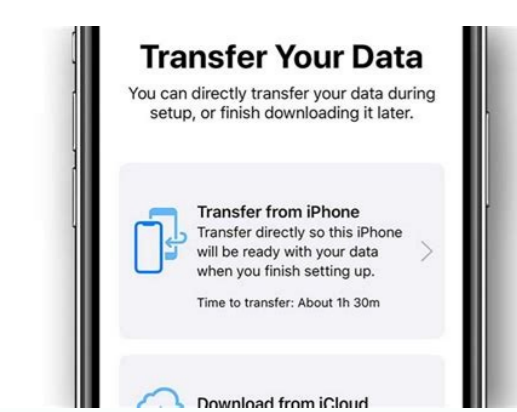 Transfer Your Data
You can directly transfer your data during
setup, or finish downloading it later.
Transfer from iPhone
Transfer directly so this iPhone
will be ready with your data
when you finish setting up.
Time to transfer: About 1h 30m
Download from iCloud